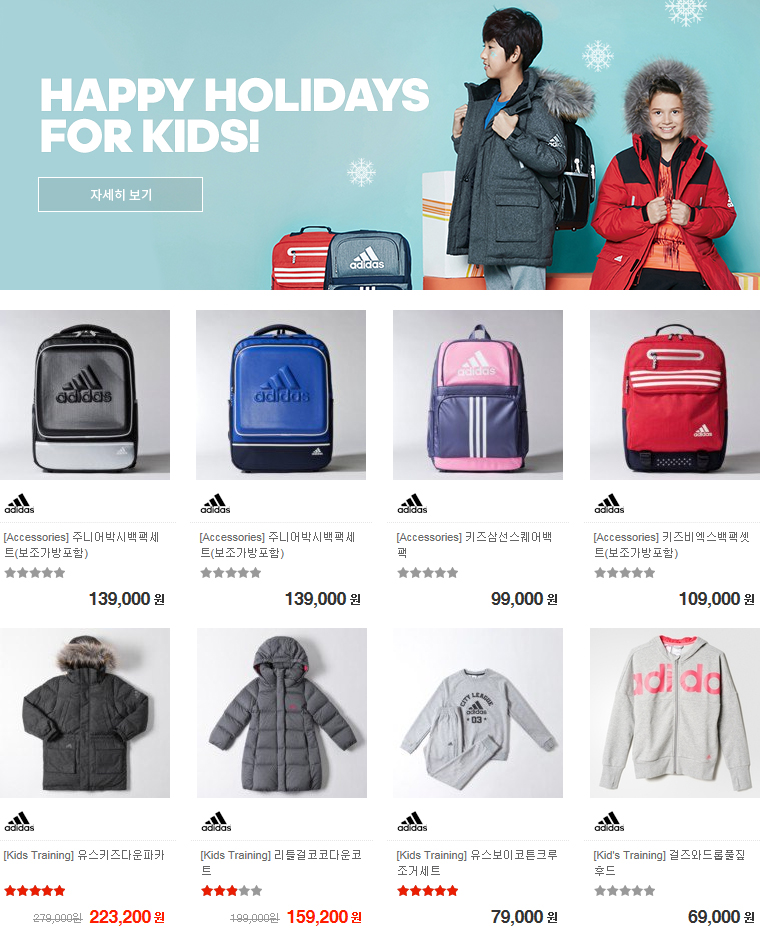 HAPPY HOLIDAYS
FOR KIDS!
자세히 보기
adidas
adidas
adidas
adidas
adidas
adidas
adidas
adidas
adidas
[Accessories] 주니어박시백팩세
트(보조가방포함)
139,000 원
[Accessories] 주니어박시백팩세
트(보조가방포함)
139,000 원
[Accessories] 키즈삼선스퀘어백
팩
99,000 원
[Accessories] 키즈비엑스백팩셋
트(보조가방포함)
109,000 원
CITY LEAGUE
adidas
03
adidas
adidas
adidas
adidas
adidas
[Kids Training] 유스키즈다운파카
279,000원 223,200 원
[Kids Training] 리틀걸코코다운코
트
199,000원 159,200 원
[Kids Training] 유스보이코튼크루
조거세트
79,000 원
[Kid's Training] 걸즈와드롭풀짚
후드
69,000 원